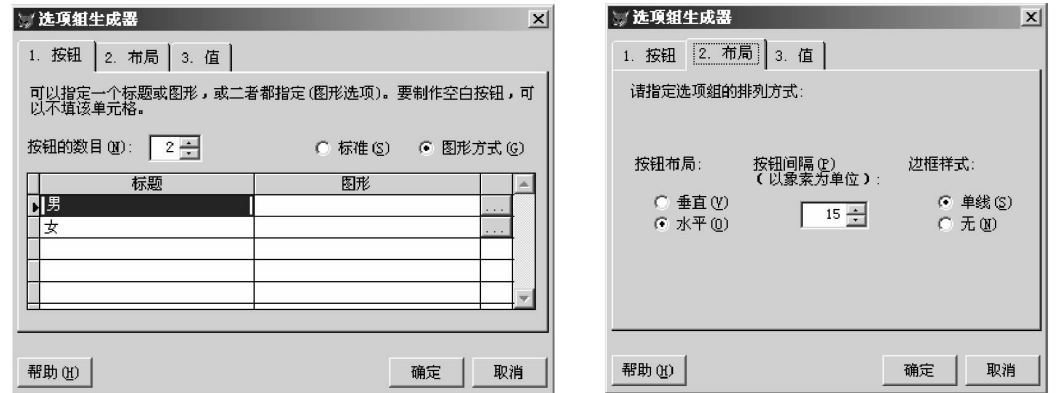 选项组生成器
1. 按钮
2. 布局
3. 值
可以指定一个标题或图形，或二者都指定(图形选项)。要制作空白按钮，可
以不填该单元格。
按钮的数目(N): 2
标准(S)
图形方式(G)
标题
图形
男
...
女
...
帮助(H)
确定
取消
选项组生成器
1. 按钮
2. 布局
3. 值
请指定选项组的排列方式:
按钮布局:
垂直(V)
水平(O)
按钮间隔(P)
(以象素为单位):
15
边框样式:
单线(S)
无(N)
帮助(H)
确定
取消